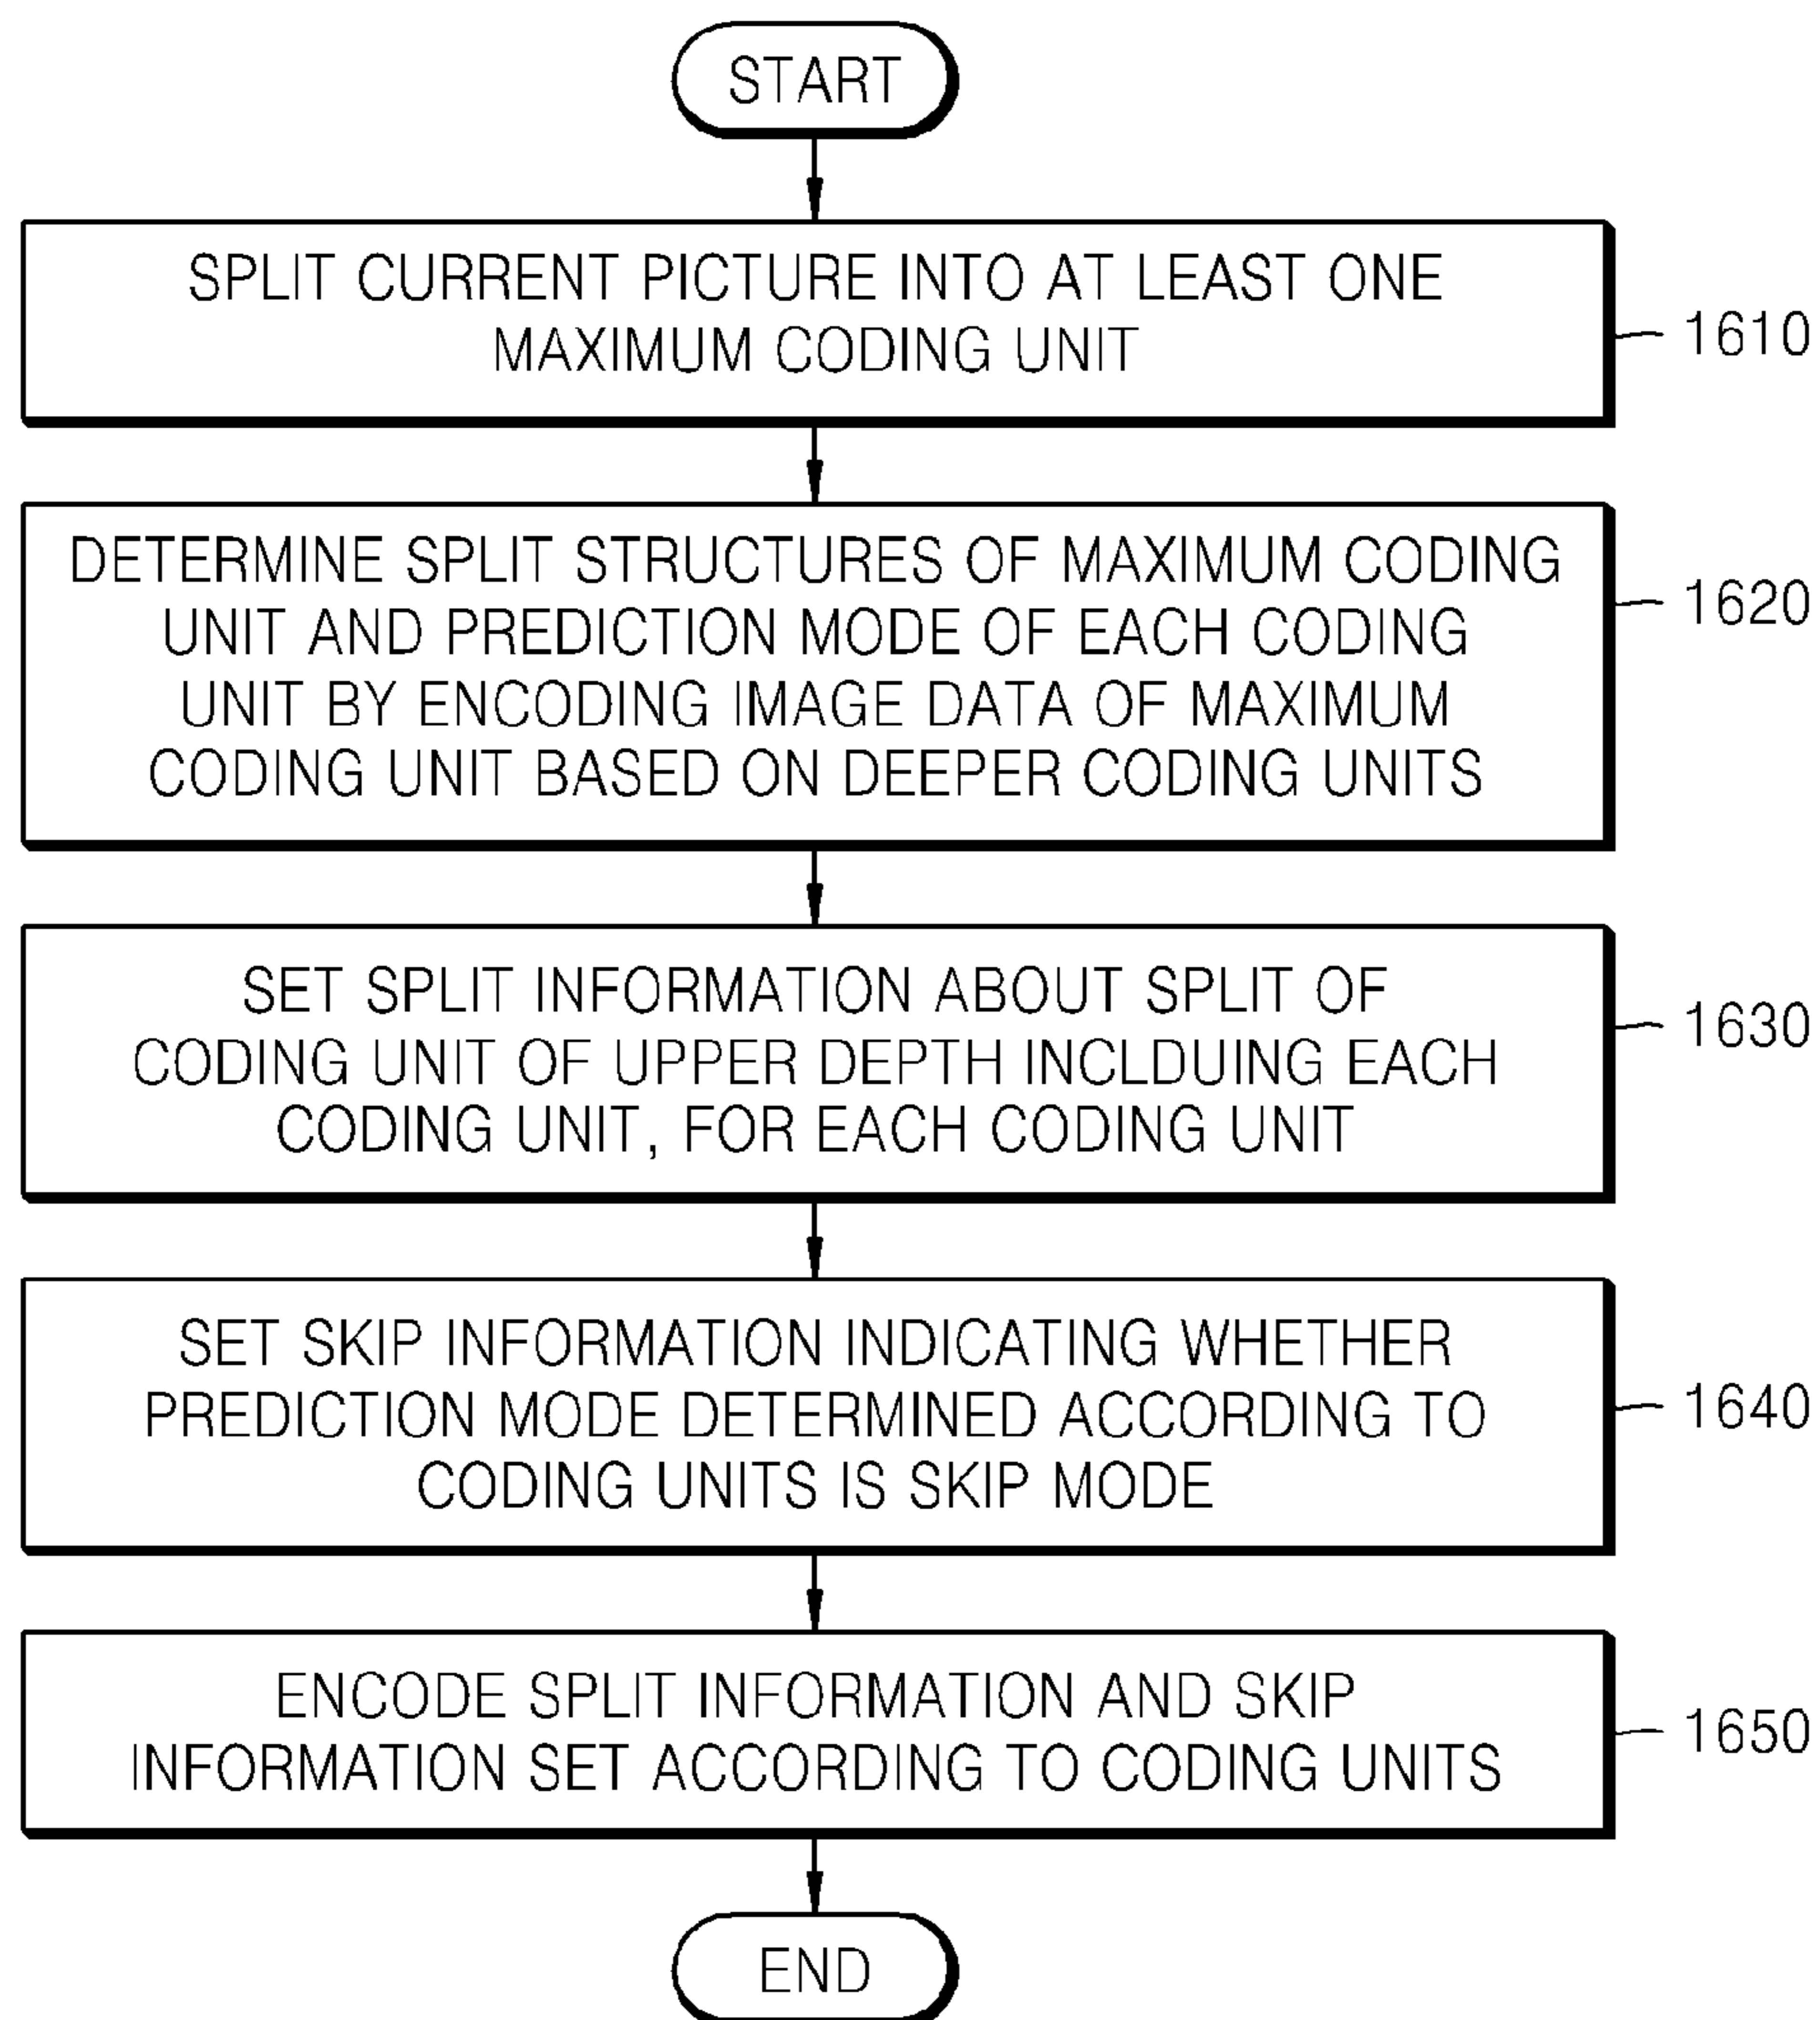 START
SPLIT CURRENT PICTURE INTO AT LEAST ONE
MAXIMUM CODING UNIT
1610
DETERMINE SPLIT STRUCTURES OF MAXIMUM CODING
UNIT AND PREDICTION MODE OF EACH CODING
UNIT BY ENCODING IMAGE DATA OF MAXIMUM
CODING UNIT BASED ON DEEPER CODING UNITS
1620
SET SPLIT INFORMATION ABOUT SPLIT OF
CODING UNIT OF UPPER DEPTH INCLDUING EACH
CODING UNIT, FOR EACH CODING UNIT
1630
SET SKIP INFORMATION INDICATING WHETHER
PREDICTION MODE DETERMINED ACCORDING TO
CODING UNITS IS SKIP MODE
1640
ENCODE SPLIT INFORMATION AND SKIP
INFORMATION SET ACCORDING TO CODING UNITS
1650
END